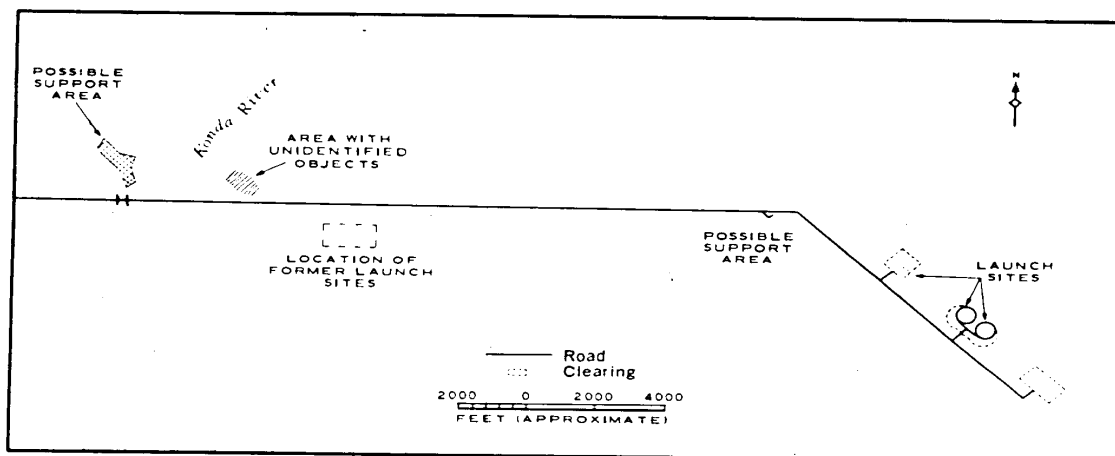 POSSIBLE
SUPPORT
AREA
Konda River
AREA WITH
UNIDENTIFIED
OBJECTS
N
LOCATION OF
FORMER LAUNCH
SITES
POSSIBLE
SUPPORT
AREA
LAUNCH
SITES
Road
Clearing
2000 0 2000 4000
FEET (APPROXIMATE)